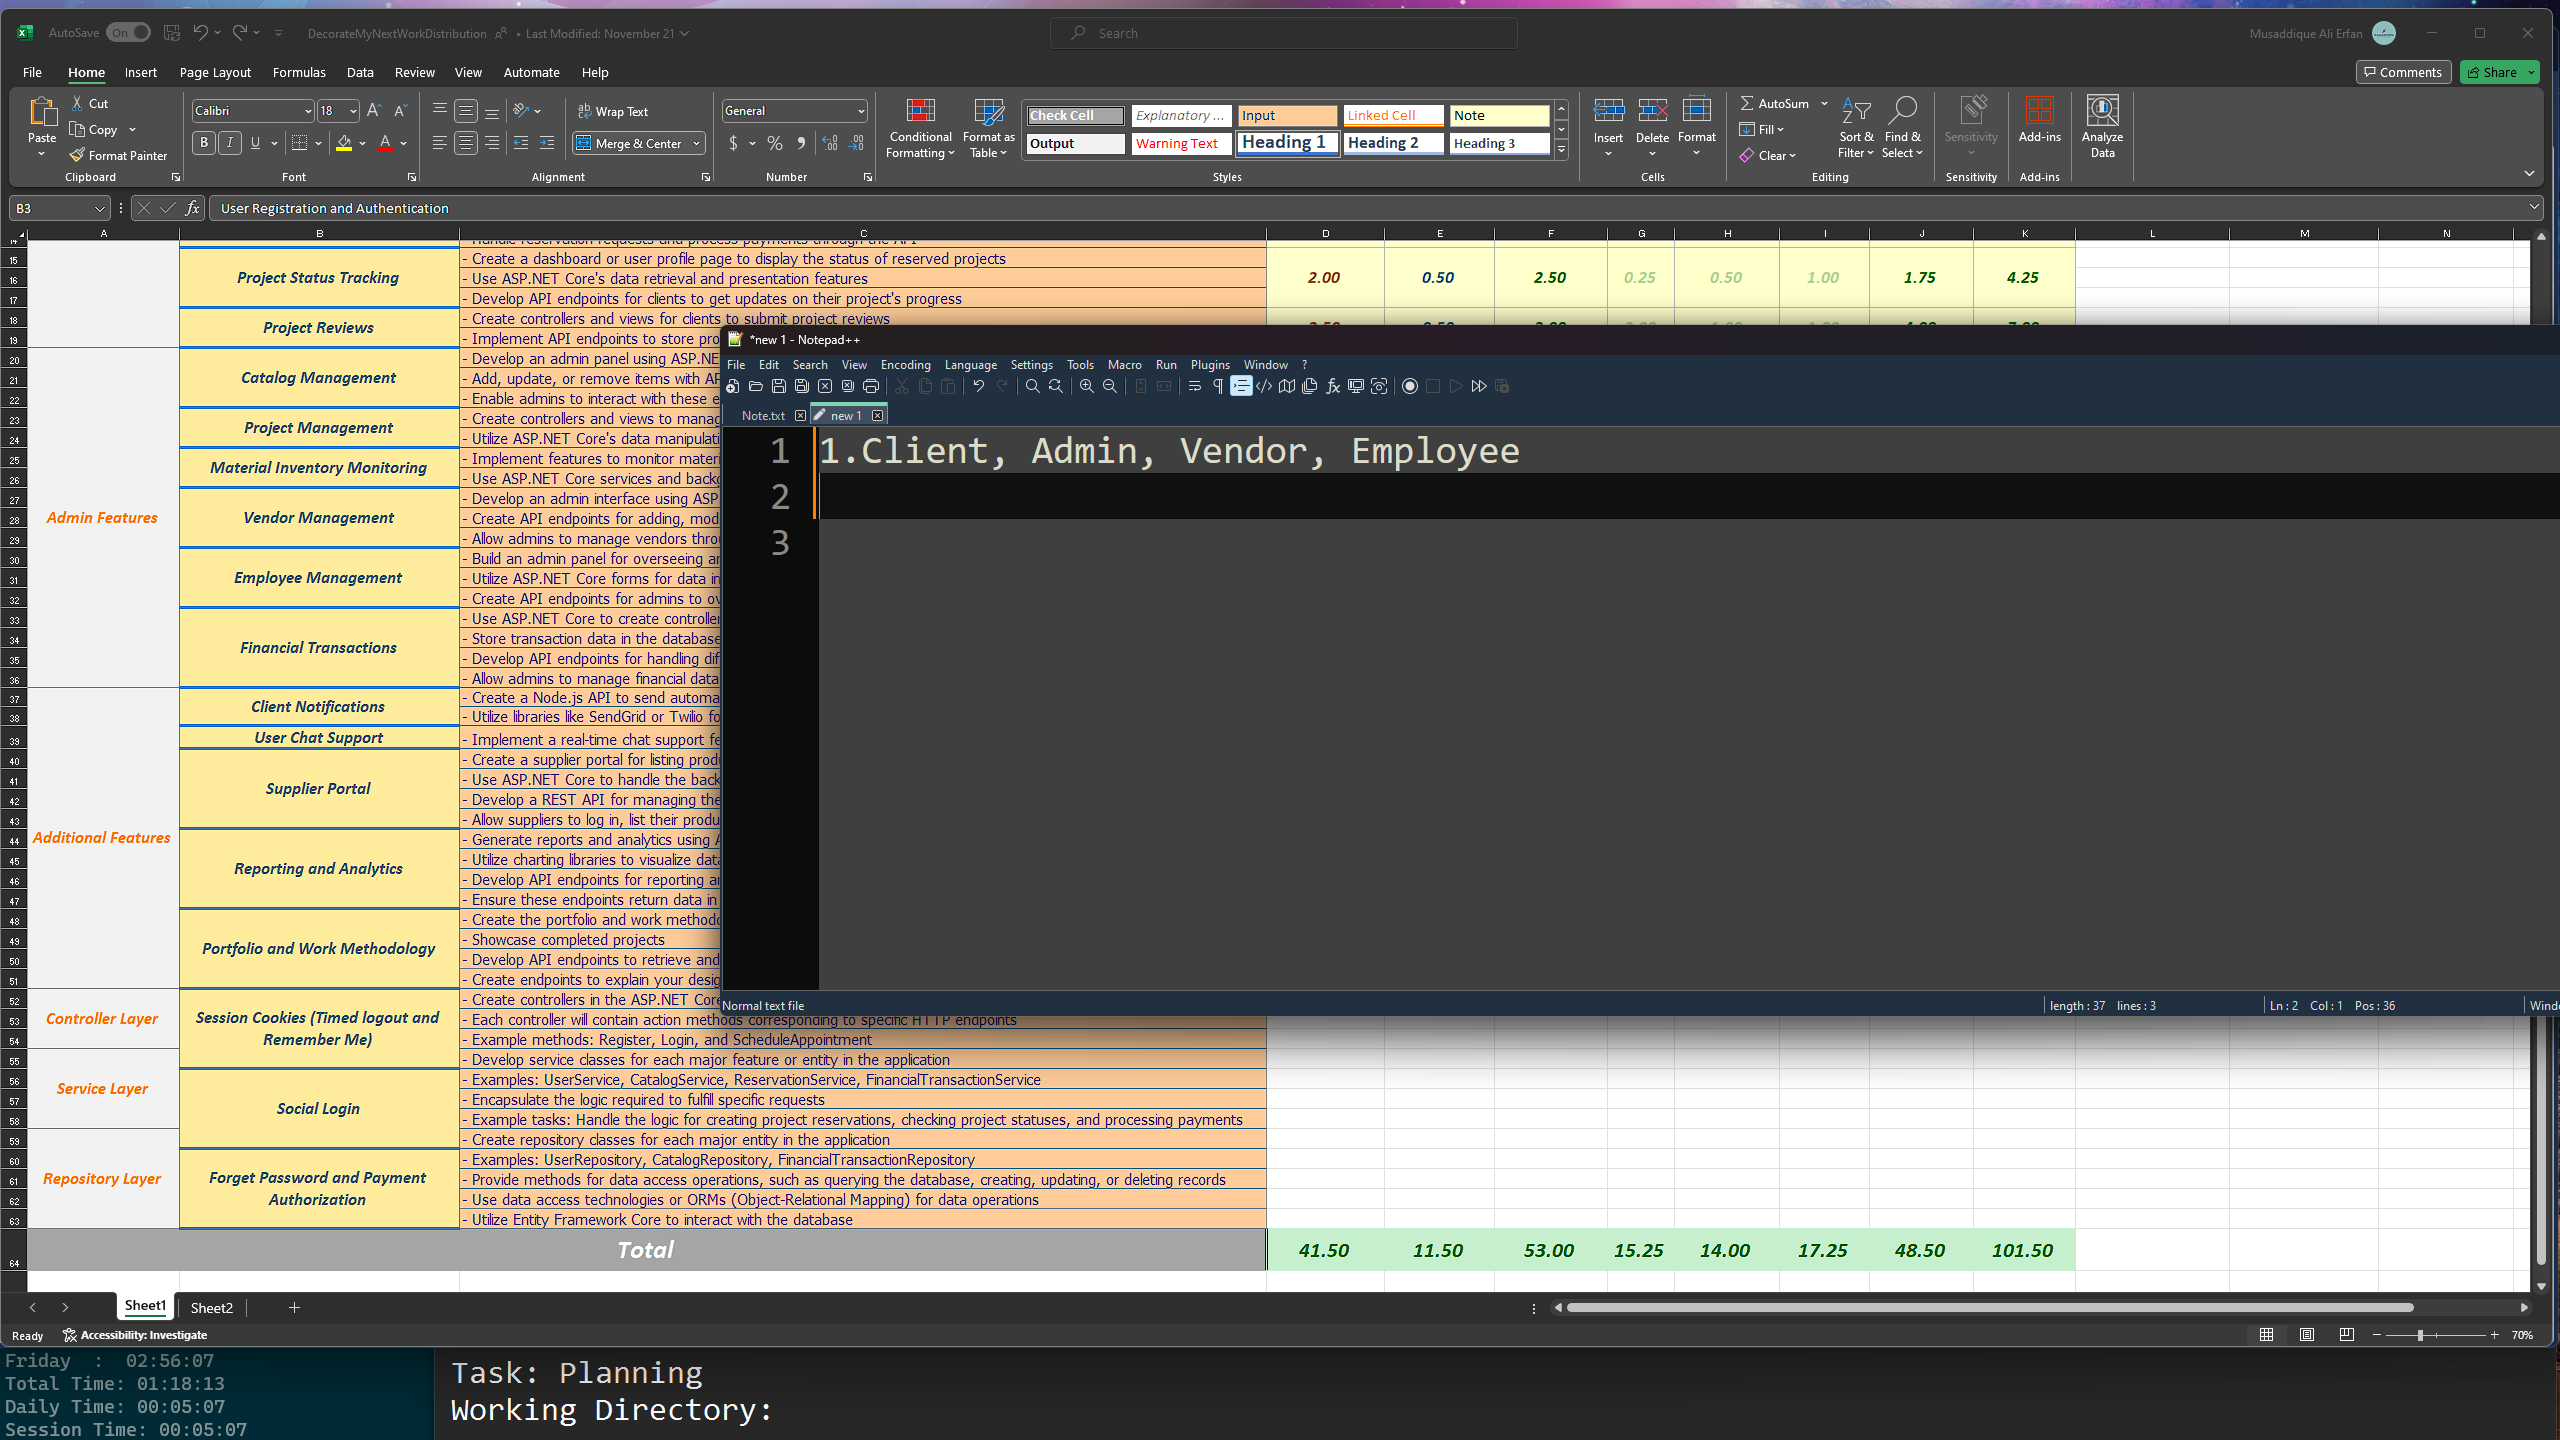 AutoSave On DecorateMyNextWorkDistribution • Last Modified: November 21 Search Musaddique Ali Erfan
File Home Insert Page Layout Formulas Data Review View Automate Help Comments Share
Paste Cut Copy Format Painter Clipboard
Calibri 18 B I U A Font
ab Wrap Text Merge & Center Alignment
General $ % Number
Conditional Formatting Format as Table
Check Cell Explanatory ... Input Linked Cell Note
Output Warning Text Heading 1 Heading 2 Heading 3
Styles
Insert Delete Format Cells
AutoSum Fill Clear Sort & Filter Find & Select Editing
Sensitivity Sensitivity
Add-ins Add-ins
Analyze Data
B3 fx User Registration and Authentication
A B C D E F G H I J K L M N
15 - Create a dashboard or user profile page to display the status of reserved projects
16 Project Status Tracking - Use ASP.NET Core's data retrieval and presentation features 2.00 0.50 2.50 0.25 0.50 1.00 1.75 4.25
17 - Develop API endpoints for clients to get updates on their project's progress
18 Project Reviews - Create controllers and views for clients to submit project reviews
19 - Implement API endpoints to store
20 - Develop an admin panel using
21 Catalog Management - Add, update, or remove items with
22 - Enable admins to interact with these
23 Project Management - Create controllers and views to
24 - Utilize ASP.NET Core's data
25 Material Inventory Monitoring - Implement features to monitor
26 - Use ASP.NET Core services and
27 - Develop an admin interface using ASP
28 Admin Features Vendor Management - Create API endpoints for adding,
29 - Allow admins to manage vendors
30 - Build an admin panel for overseeing
31 Employee Management - Utilize ASP.NET Core forms for data
32 - Create API endpoints for admins to
33 - Use ASP.NET Core to create
34 Financial Transactions - Store transaction data in the database
35 - Develop API endpoints for handling
36 - Allow admins to manage financial data
37 Client Notifications - Create a Node.js API to send
38 - Utilize libraries like SendGrid or Twilio
39 User Chat Support - Implement a real-time chat support
40 - Create a supplier portal for listing
41 Supplier Portal - Use ASP.NET Core to handle the
42 - Develop a REST API for managing
43 - Allow suppliers to log in, list their
44 Additional Features - Generate reports and analytics using
45 Reporting and Analytics - Utilize charting libraries to visualize
46 - Develop API endpoints for reporting
47 - Ensure these endpoints return data in
48 - Create the portfolio and work
49 Portfolio and Work Methodology - Showcase completed projects
50 - Develop API endpoints to retrieve
51 - Create endpoints to explain your
52 - Create controllers in the ASP.NET
53 Controller Layer Session Cookies (Timed logout and Remember Me) - Each controller will contain action methods corresponding to specific HTTP endpoints
54 - Example methods: Register, Login, and ScheduleAppointment
55 - Develop service classes for each major feature or entity in the application
56 Service Layer - Examples: UserService, CatalogService, ReservationService, FinancialTransactionService
57 Social Login - Encapsulate the logic required to fulfill specific requests
58 - Example tasks: Handle the logic for creating project reservations, checking project statuses, and processing payments
59 - Create repository classes for each major entity in the application
60 - Examples: UserRepository, CatalogRepository, FinancialTransactionRepository
61 Repository Layer Forget Password and Payment Authorization - Provide methods for data access operations, such as querying the database, creating, updating, or deleting records
62 - Use data access technologies or ORMs (Object-Relational Mapping) for data operations
63 - Utilize Entity Framework Core to interact with the database
64 Total 41.50 11.50 53.00 15.25 14.00 17.25 48.50 101.50
*new 1 - Notepad++
File Edit Search View Encoding Language Settings Tools Macro Run Plugins Window ?
Note.txt new 1
1 1.Client, Admin, Vendor, Employee
2
3
Normal text file length : 37 lines : 3 Ln : 2 Col : 1 Pos : 36
Sheet1 Sheet2 +
Ready Accessibility: Investigate 70%
Friday : 02:56:07
Total Time: 01:18:13
Daily Time: 00:05:07
Session Time: 00:05:07
Task: Planning
Working Directory: